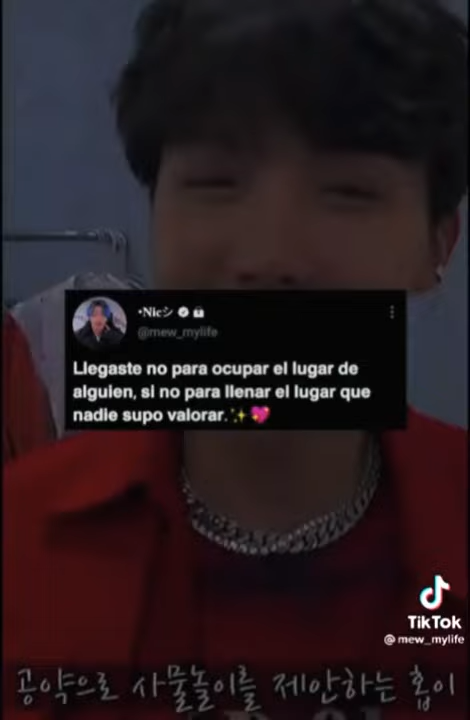 •Nicシ
@mew_mylife
Llegaste no para ocupar el lugar de
alguien, si no para llenar el lugar que
nadie supo valorar.✨💖
TikTok
@mew_mylife
공약으로 사물놀이를 제안하는 홉이